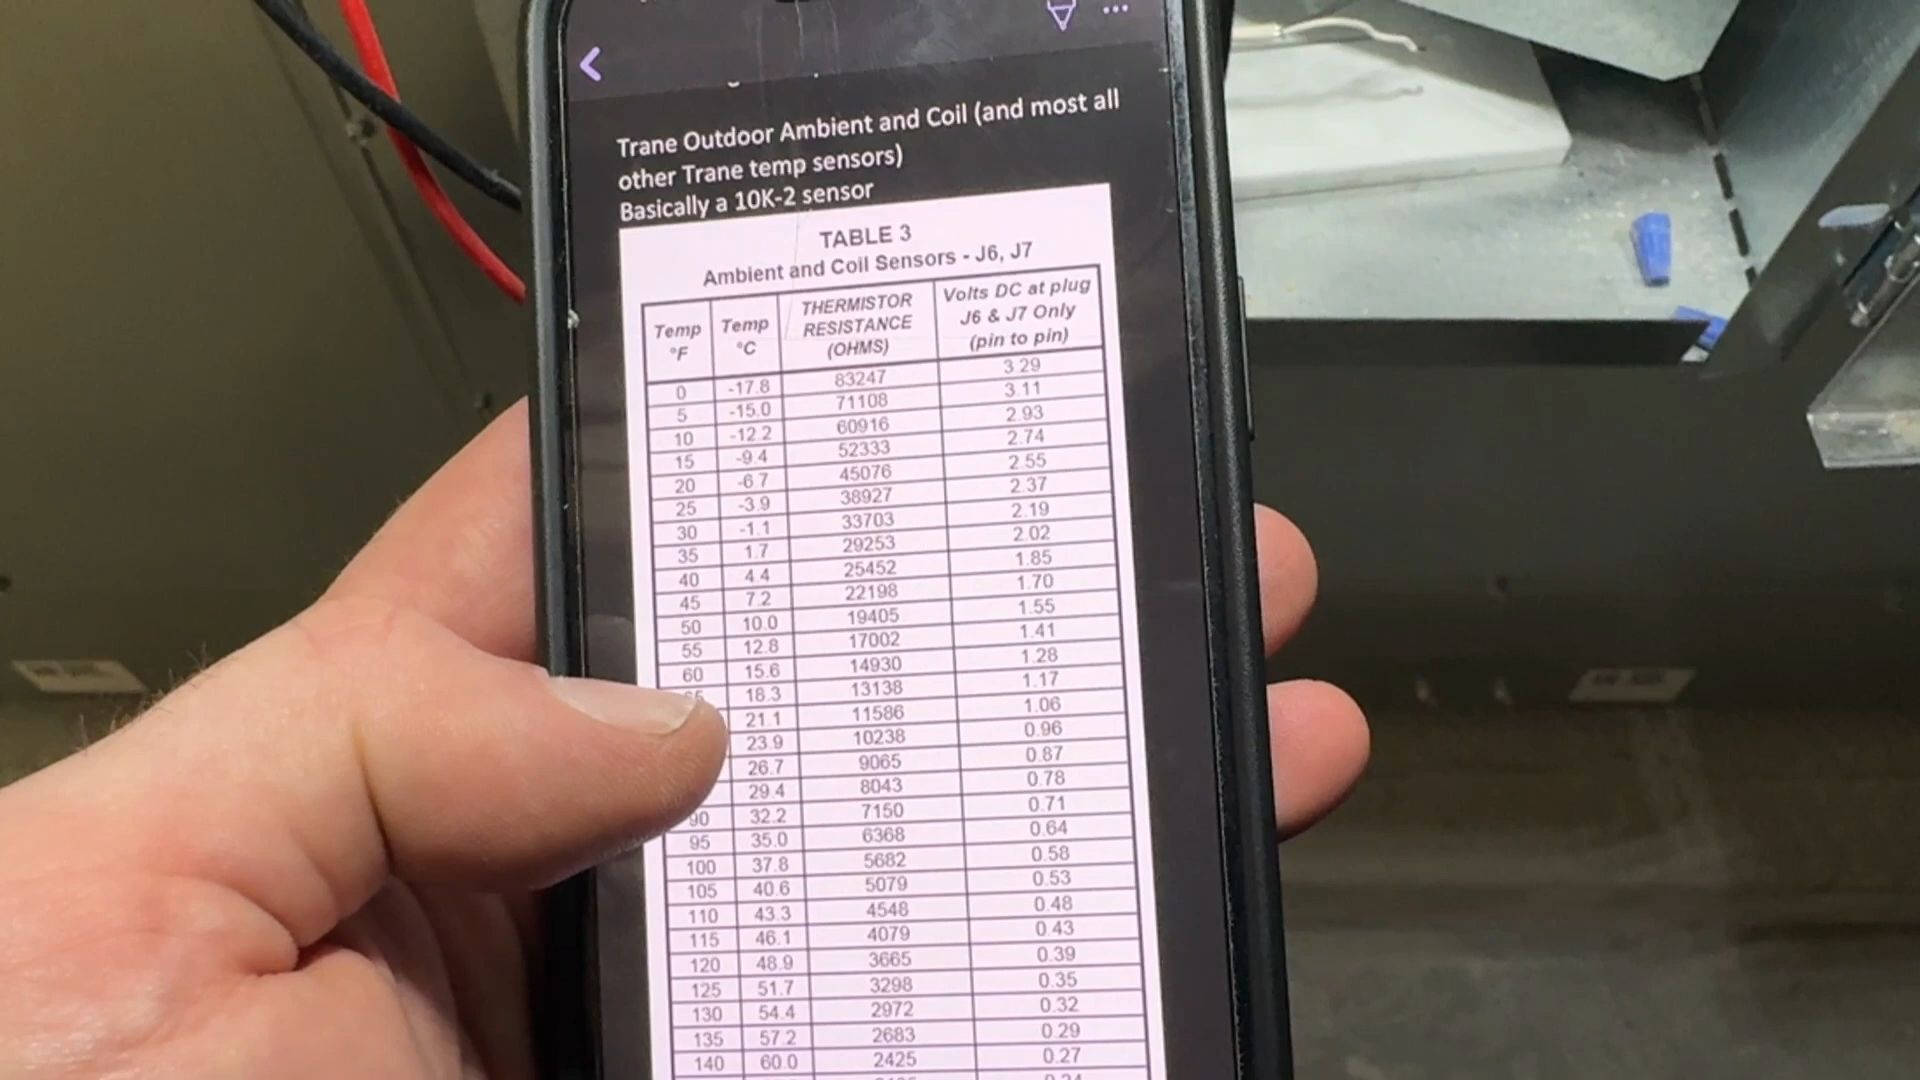 Trane Outdoor Ambient and Coil (and most all
other Trane temp sensors)
Basically a 10K-2 sensor
TABLE 3
Ambient and Coil Sensors - J6, J7
Temp °F Temp °C THERMISTOR RESISTANCE (OHMS) Volts DC at plug J6 & J7 Only (pin to pin)
0 -17.8 83247 3.29
5 -15.0 71108 3.11
10 -12.2 60916 2.93
15 -9.4 52333 2.74
20 -6.7 45076 2.55
25 -3.9 38927 2.37
30 -1.1 33703 2.19
35 1.7 29253 2.02
40 4.4 25452 1.85
45 7.2 22198 1.70
50 10.0 19405 1.55
55 12.8 17002 1.41
60 15.6 14930 1.28
18.3 13138 1.17
21.1 11586 1.06
23.9 10238 0.96
26.7 9065 0.87
29.4 8043 0.78
90 32.2 7150 0.71
95 35.0 6368 0.64
100 37.8 5682 0.58
105 40.6 5079 0.53
110 43.3 4548 0.48
115 46.1 4079 0.43
120 48.9 3665 0.39
125 51.7 3298 0.35
130 54.4 2972 0.32
135 57.2 2683 0.29
140 60.0 2425 0.27